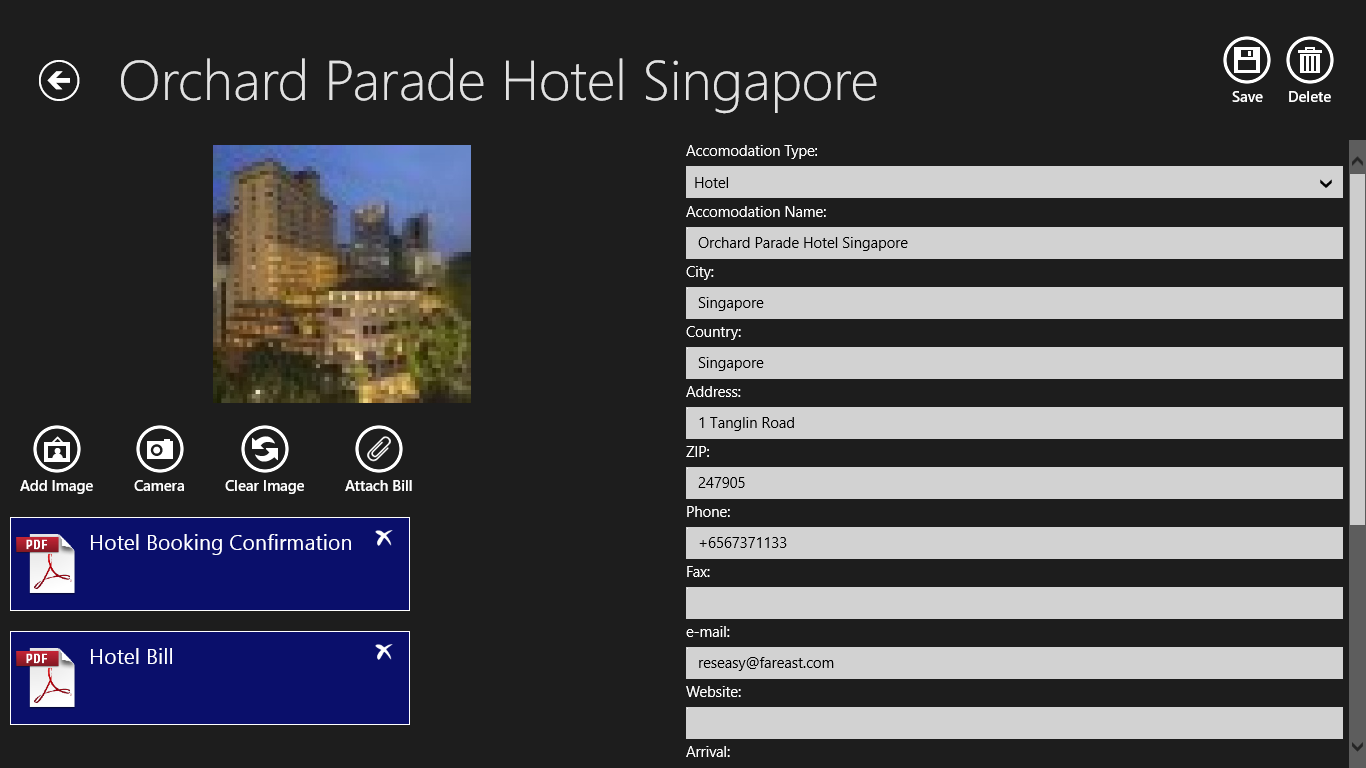 Orchard Parade Hotel Singapore
Save
Delete
Add Image
Camera
Clear Image
Attach Bill
PDF
Hotel Booking Confirmation
PDF
Hotel Bill
Accomodation Type:
Hotel
Accomodation Name:
Orchard Parade Hotel Singapore
City:
Singapore
Country:
Singapore
Address:
1 Tanglin Road
ZIP:
247905
Phone:
+6567371133
Fax:
e-mail:
reseasy@fareast.com
Website:
Arrival: